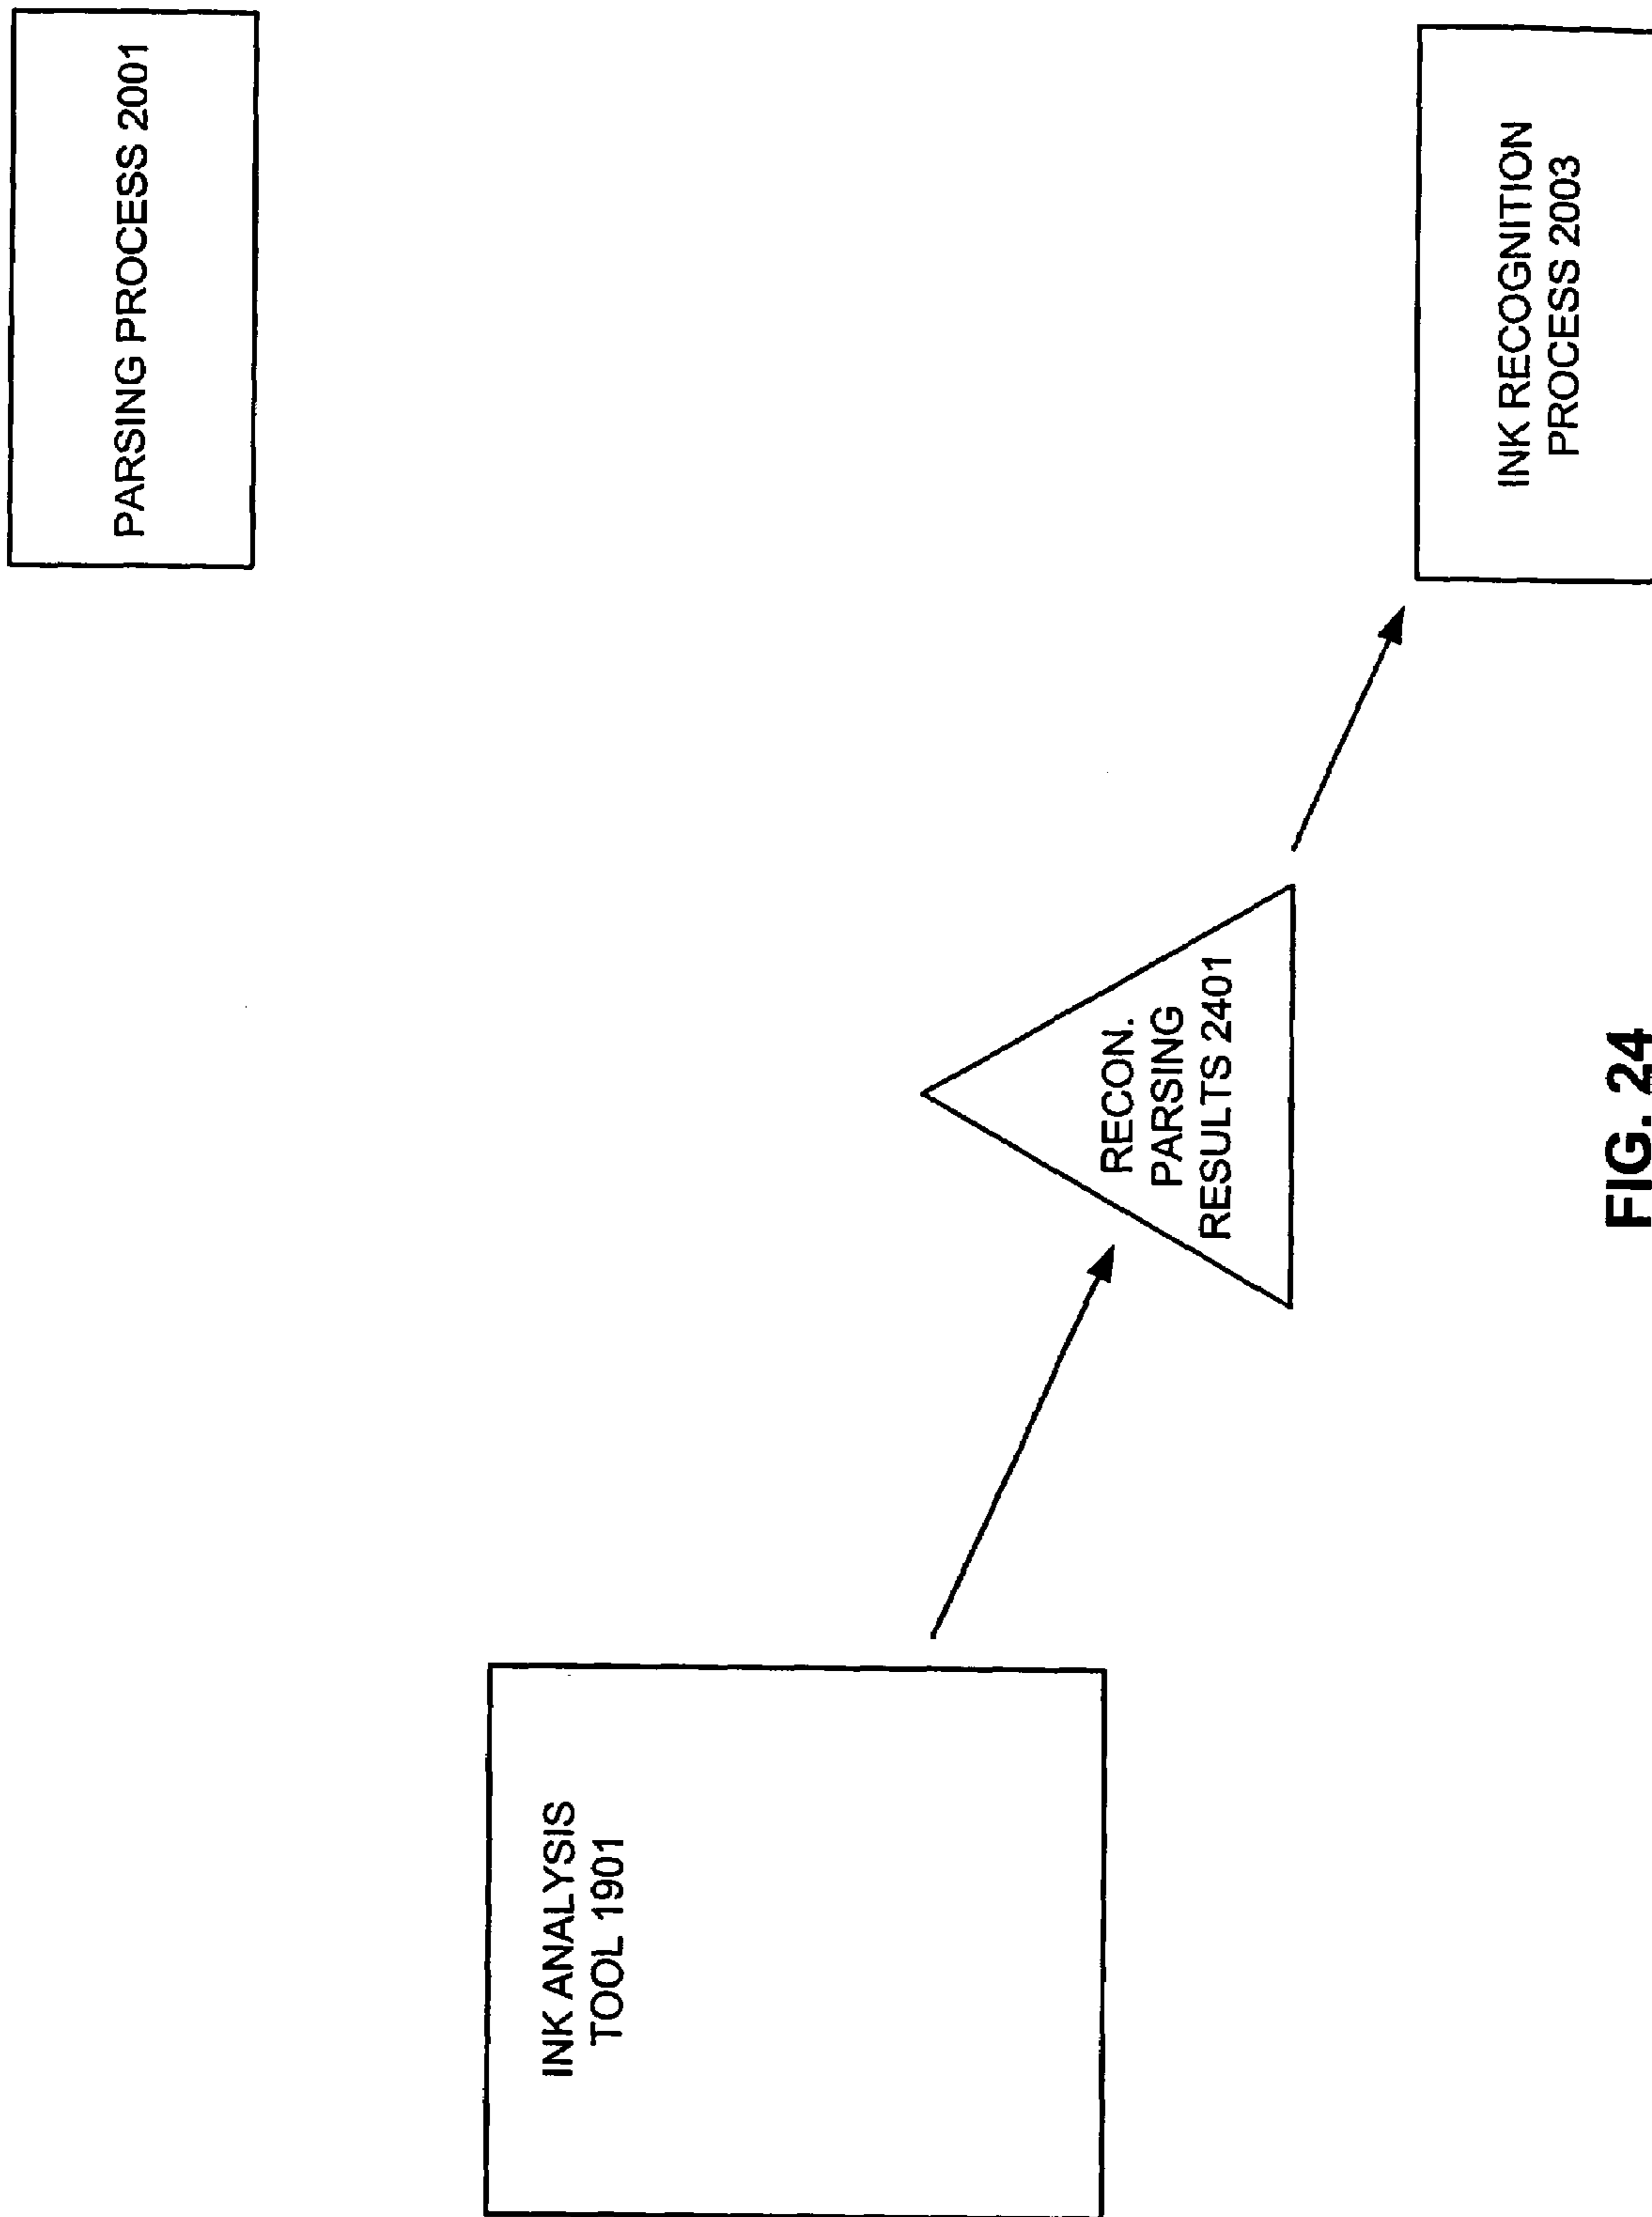 PARSING PROCESS 2001
INK ANALYSIS
TOOL 1901
RECON.
PARSING
RESULTS 2401
INK RECOGNITION
PROCESS 2003
FIG. 24